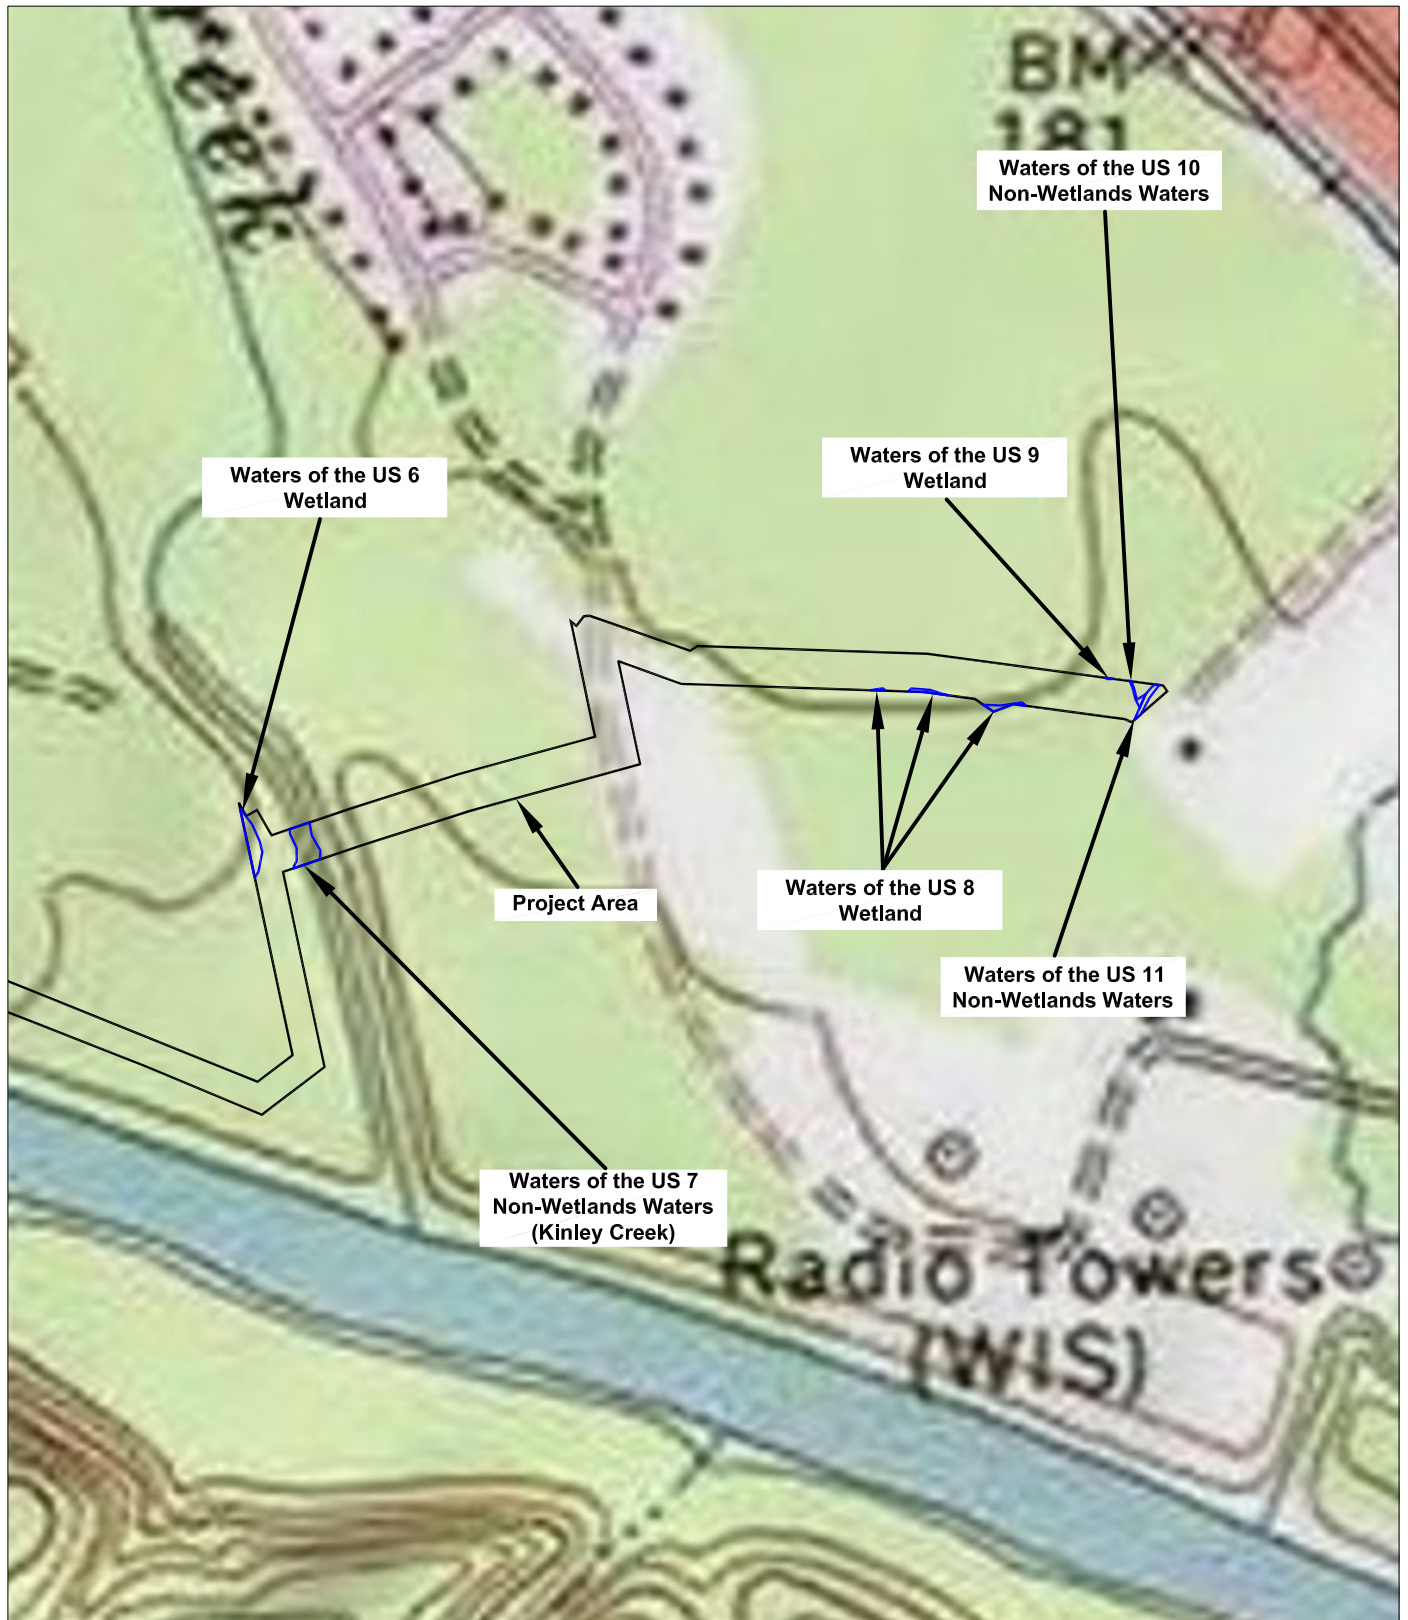 eek
BM
181
Waters of the US 10
Non-Wetlands Waters
Waters of the US 9
Wetland
Waters of the US 6
Wetland
Waters of the US 8
Wetland
Project Area
Waters of the US 11
Non-Wetlands Waters
Waters of the US 7
Non-Wetlands Waters
(Kinley Creek)
Radio Towers
(WIS)